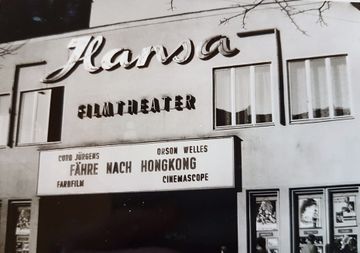 Hansa
FILMTHEATER
CURD JÜRGENS ORSON WELLES
FÄHRE NACH HONGKONG
FARBFILM CINEMASCOPE